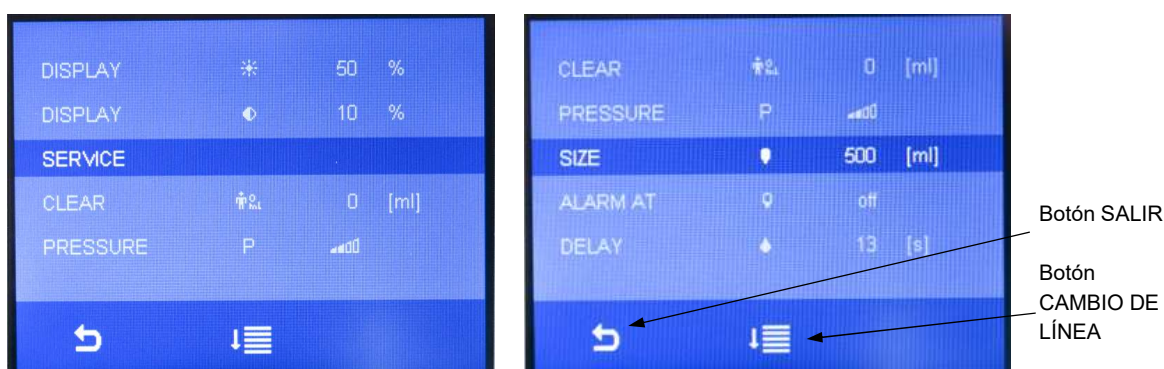 DISPLAY 50 %
DISPLAY 10 %
SERVICE
CLEAR 0 [ml]
PRESSURE P
CLEAR 0 [ml]
PRESSURE P
SIZE 500 [ml]
ALARM AT off
DELAY 13 [s]
Botón SALIR
Botón
CAMBIO DE
LÍNEA